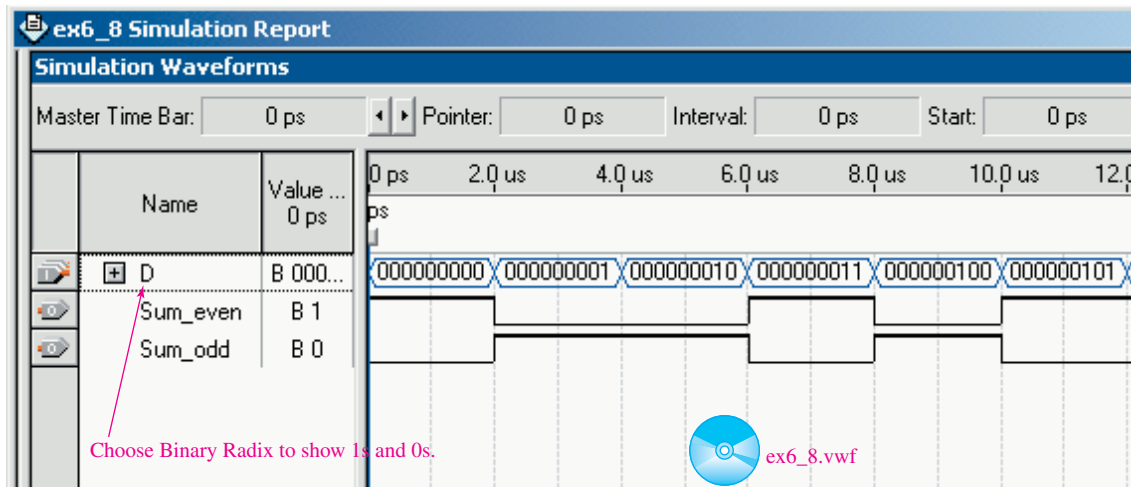 ex6_8 Simulation Report
Simulation Waveforms
Master Time Bar: 0 ps Pointer: 0 ps Interval: 0 ps Start: 0 ps
Name Value ... 0 ps
0 ps 2.0 us 4.0 us 6.0 us 8.0 us 10.0 us 12.0
ps
D B 000... 000000000 000000001 000000010 000000011 000000100 000000101
Sum_even B 1
Sum_odd B 0
Choose Binary Radix to show 1s and 0s.
ex6_8.vwf